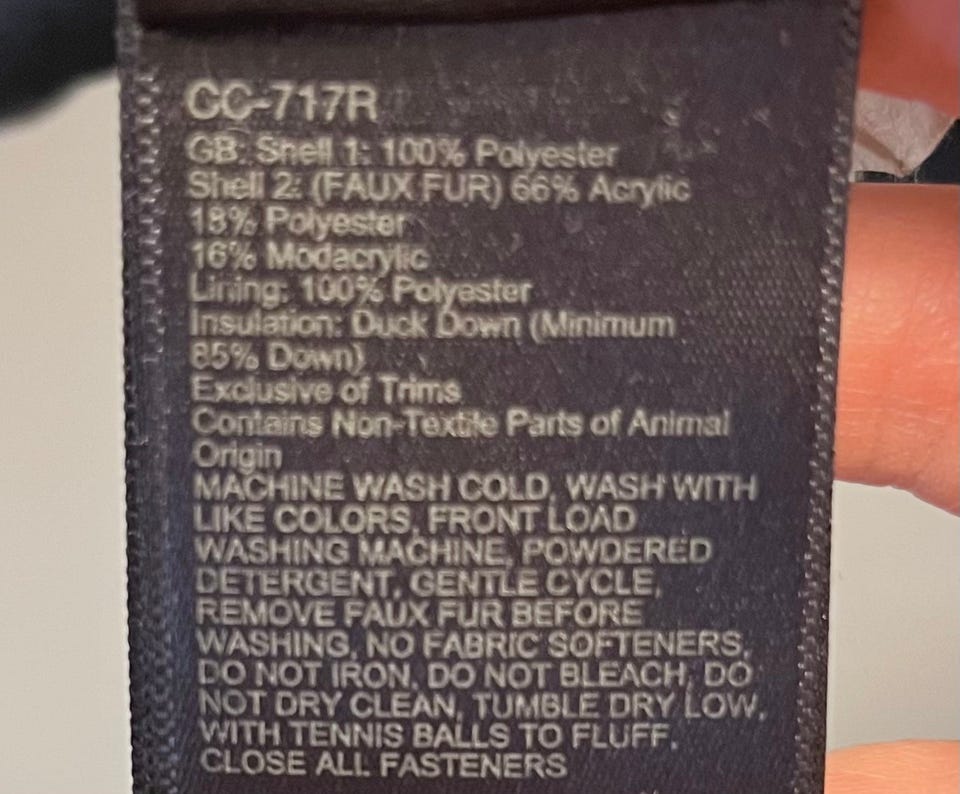 CC-717R
GB: Shell 1: 100% Polyester
Shell 2: (FAUX FUR) 66% Acrylic
18% Polyester
16% Modacrylic
Lining: 100% Polyester
Insulation: Duck Down (Minimum
85% Down)
Exclusive of Trims
Contains Non-Textile Parts of Animal
Origin
MACHINE WASH COLD, WASH WITH
LIKE COLORS, FRONT LOAD
WASHING MACHINE, POWDERED
DETERGENT, GENTLE CYCLE,
REMOVE FAUX FUR BEFORE
WASHING, NO FABRIC SOFTENERS,
DO NOT IRON, DO NOT BLEACH, DO
NOT DRY CLEAN, TUMBLE DRY LOW,
WITH TENNIS BALLS TO FLUFF,
CLOSE ALL FASTENERS